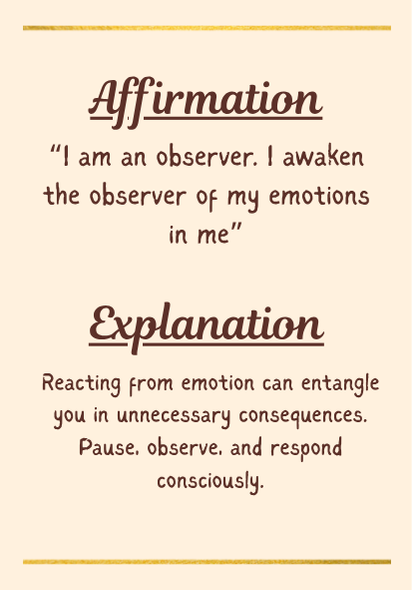 Affirmation
“I am an observer. I awaken
the observer of my emotions
in me”
Explanation
Reacting from emotion can entangle
you in unnecessary consequences.
Pause, observe, and respond
consciously.